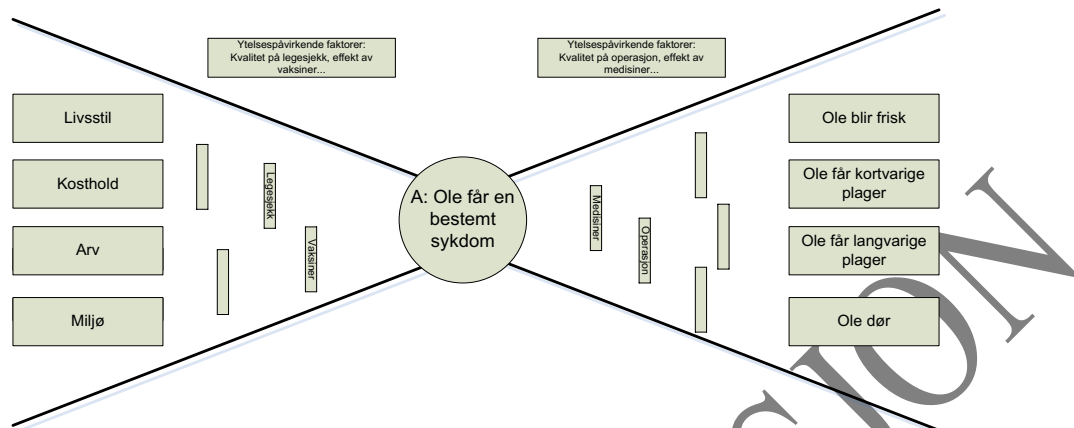 Ytelsespåvirkende faktorer:
Kvalitet på legesjekk, effekt av
vaksiner...
Ytelsespåvirkende faktorer:
Kvalitet på operasjon, effekt av
medisiner...
Livsstil
Kosthold
Arv
Miljø
Legesjekk
Vaksiner
A: Ole får en
bestemt
sykdom
Medisiner
Operasjon
Ole blir frisk
Ole får kortvarige
plager
Ole får langvarige
plager
Ole dør
SJON